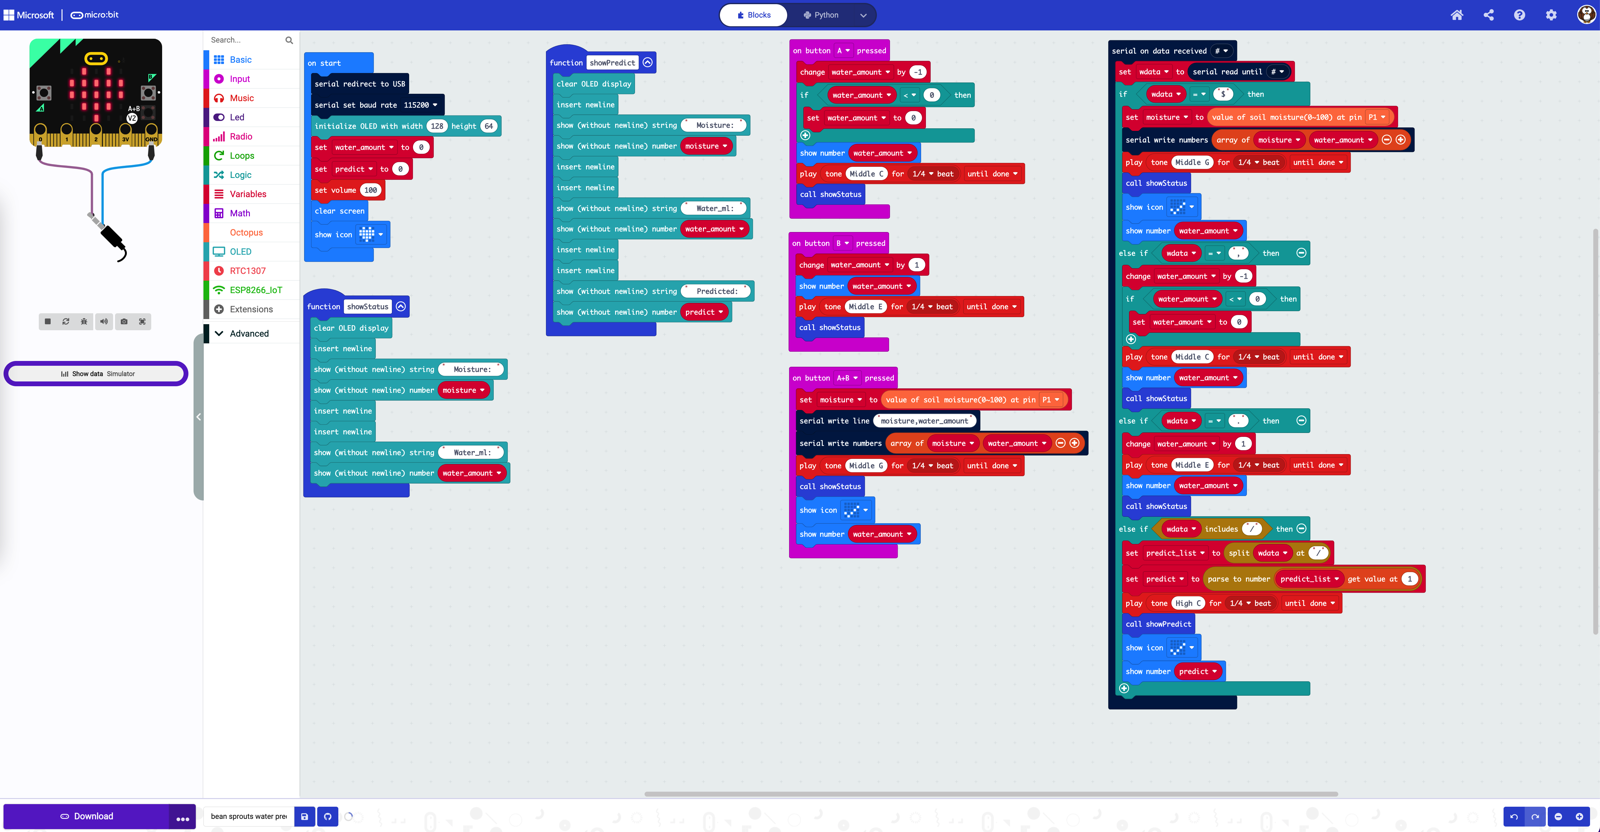 Microsoft | micro:bit
Blocks
Python
A
B
A+B
V2
0
1
2
3V
GND
Show data Simulator
Search...
Basic
Input
Music
Led
Radio
Loops
Logic
Variables
Math
Octopus
OLED
RTC1307
ESP8266_IoT
Extensions
Advanced
on start
serial redirect to USB
serial set baud rate 115200
initialize OLED with width 128 height 64
set water_amount to 0
set predict to 0
set volume 100
clear screen
show icon
function showStatus
clear OLED display
insert newline
show (without newline) string " Moisture: "
show (without newline) number moisture
insert newline
insert newline
show (without newline) string " Water_ml: "
show (without newline) number water_amount
function showPredict
clear OLED display
insert newline
show (without newline) string " Moisture: "
show (without newline) number moisture
insert newline
insert newline
show (without newline) string " Water_ml: "
show (without newline) number water_amount
insert newline
insert newline
show (without newline) string " Predicted: "
show (without newline) number predict
on button A pressed
change water_amount by -1
if water_amount < 0 then
set water_amount to 0
show number water_amount
play tone Middle C for 1/4 beat until done
call showStatus
on button B pressed
change water_amount by 1
show number water_amount
play tone Middle E for 1/4 beat until done
call showStatus
on button A+B pressed
set moisture to value of soil moisture(0~100) at pin P1
serial write line "moisture,water_amount"
serial write numbers array of moisture water_amount
play tone Middle G for 1/4 beat until done
call showStatus
show icon
show number water_amount
serial on data received #
set wdata to serial read until #
if wdata = "$" then
set moisture to value of soil moisture(0~100) at pin P1
serial write numbers array of moisture water_amount
play tone Middle G for 1/4 beat until done
call showStatus
show icon
show number water_amount
else if wdata = "," then
change water_amount by -1
if water_amount < 0 then
set water_amount to 0
play tone Middle C for 1/4 beat until done
show number water_amount
call showStatus
else if wdata = "." then
change water_amount by 1
play tone Middle E for 1/4 beat until done
show number water_amount
call showStatus
else if wdata includes "/" then
set predict_list to split wdata at "/"
set predict to parse to number predict_list get value at 1
play tone High C for 1/4 beat until done
call showPredict
show icon
show number predict
Download
bean sprouts water pre